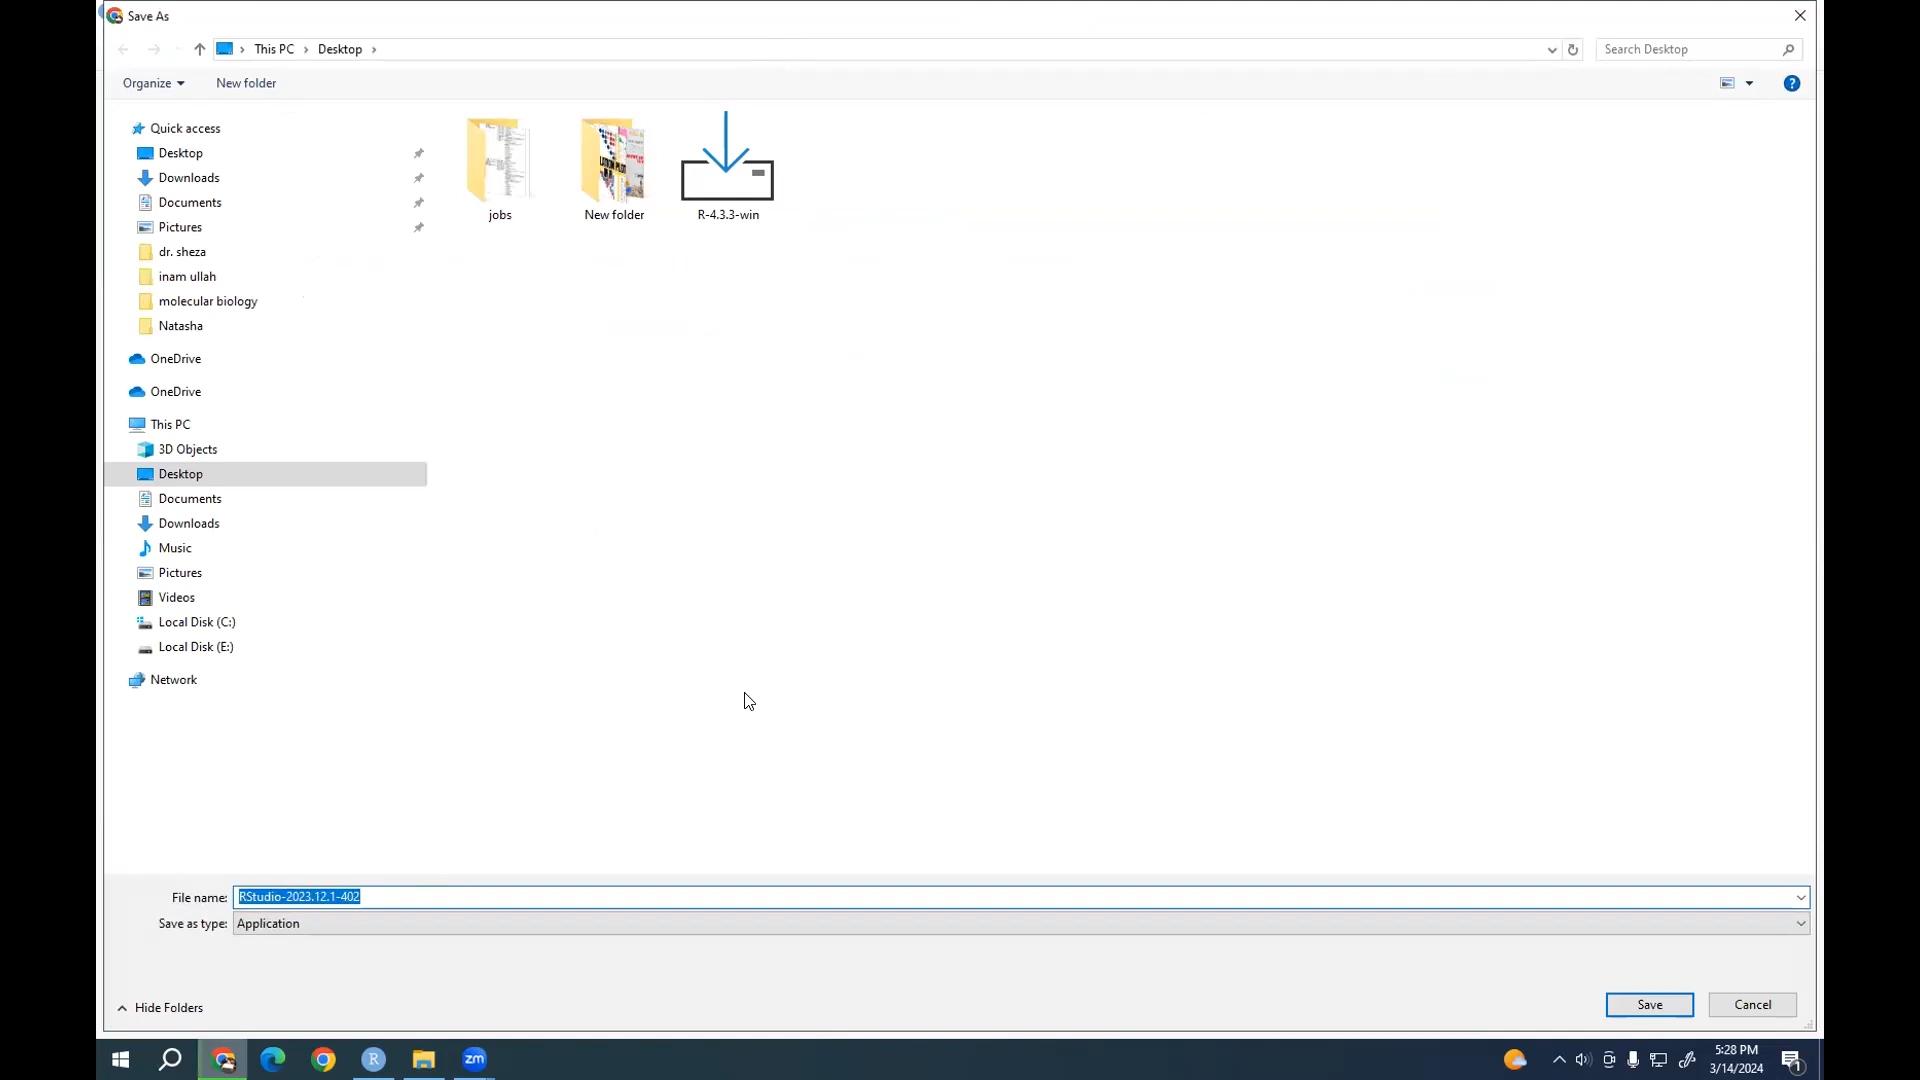 Save As
This PC
Desktop
Search Desktop
Organize
New folder
?
Quick access
Desktop
Downloads
Documents
Pictures
dr. sheza
inam ullah
molecular biology
Natasha
OneDrive
OneDrive
This PC
3D Objects
Desktop
Documents
Downloads
Music
Pictures
Videos
Local Disk (C:)
Local Disk (E:)
Network
jobs
New folder
R-4.3.3-win
File name:
RStudio-2023.12.1-402
Save as type:
Application
Hide Folders
Save
Cancel
R
zm
5:28 PM
3/14/2024
1